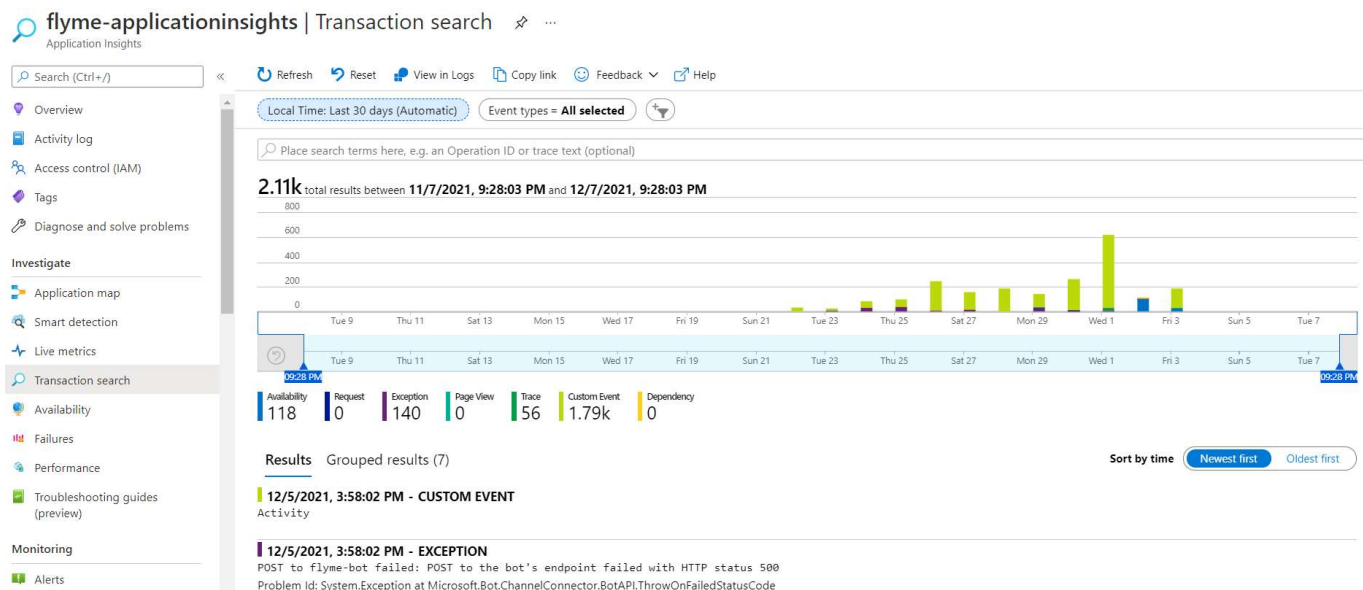 flyme-applicationinsights | Transaction search
Application Insights
Search (Ctrl+/)
Overview
Activity log
Access control (IAM)
Tags
Diagnose and solve problems
Investigate
Application map
Smart detection
Live metrics
Transaction search
Availability
Failures
Performance
Troubleshooting guides
(preview)
Monitoring
Alerts
Refresh Reset View in Logs Copy link Feedback Help
Local Time: Last 30 days (Automatic) Event types = All selected
Place search terms here, e.g. an Operation ID or trace text (optional)
2.11k total results between 11/7/2021, 9:28:03 PM and 12/7/2021, 9:28:03 PM
800
600
400
200
0
Tue 9 Thu 11 Sat 13 Mon 15 Wed 17 Fri 19 Sun 21 Tue 23 Thu 25 Sat 27 Mon 29 Wed 1 Fri 3 Sun 5 Tue 7
Tue 9 Thu 11 Sat 13 Mon 15 Wed 17 Fri 19 Sun 21 Tue 23 Thu 25 Sat 27 Mon 29 Wed 1 Fri 3 Sun 5 Tue 7
09:28 PM 09:28 PM
Availability Request Exception Page View Trace Custom Event Dependency
118 0 140 0 56 1.79k 0
Results Grouped results (7) Sort by time Newest first Oldest first
12/5/2021, 3:58:02 PM - CUSTOM EVENT
Activity
12/5/2021, 3:58:02 PM - EXCEPTION
POST to flyme-bot failed: POST to the bot's endpoint failed with HTTP status 500
Problem Id: System.Exception at Microsoft.Bot.ChannelConnector.BotAPI.ThrowOnFailedStatusCode